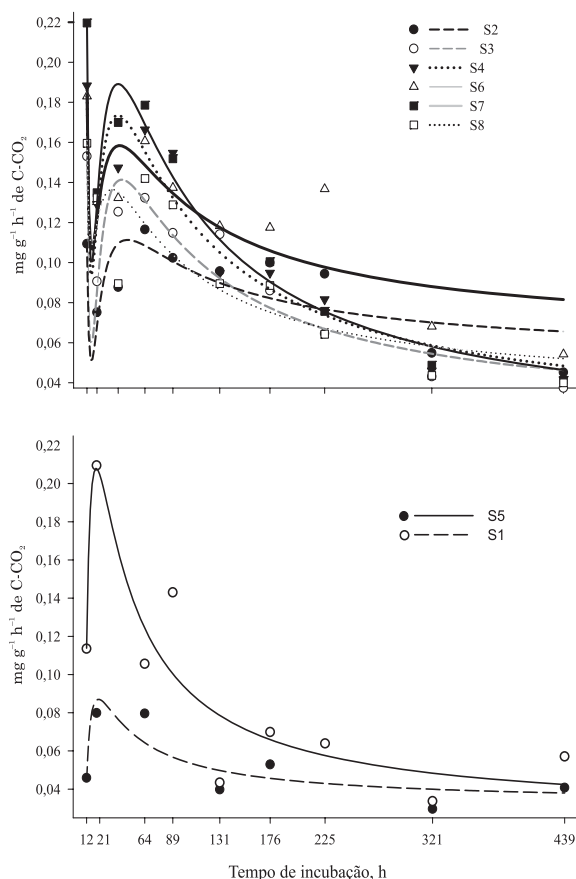 0,22
0,20
0,18
0,16
0,14
0,12
0,10
0,08
0,06
0,04
mg g⁻¹ h⁻¹ de C-CO₂
S2
S3
S4
S6
S7
S8
0,22
0,20
0,18
0,16
0,14
0,12
0,10
0,08
0,06
0,04
mg g⁻¹ h⁻¹ de C-CO₂
S5
S1
12 21 64 89 131 176 225 321 439
Tempo de incubação, h